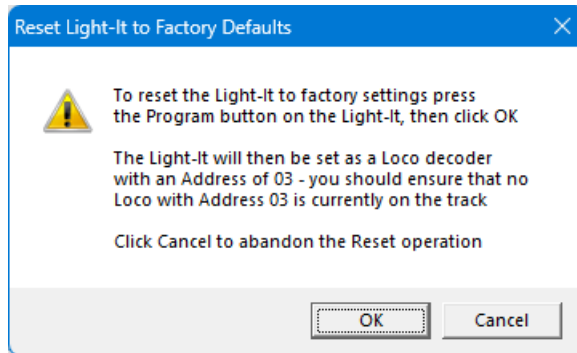 Reset Light-It to Factory Defaults
To reset the Light-It to factory settings press
the Program button on the Light-It, then click OK
The Light-It will then be set as a Loco decoder
with an Address of 03 - you should ensure that no
Loco with Address 03 is currently on the track
Click Cancel to abandon the Reset operation
OK
Cancel